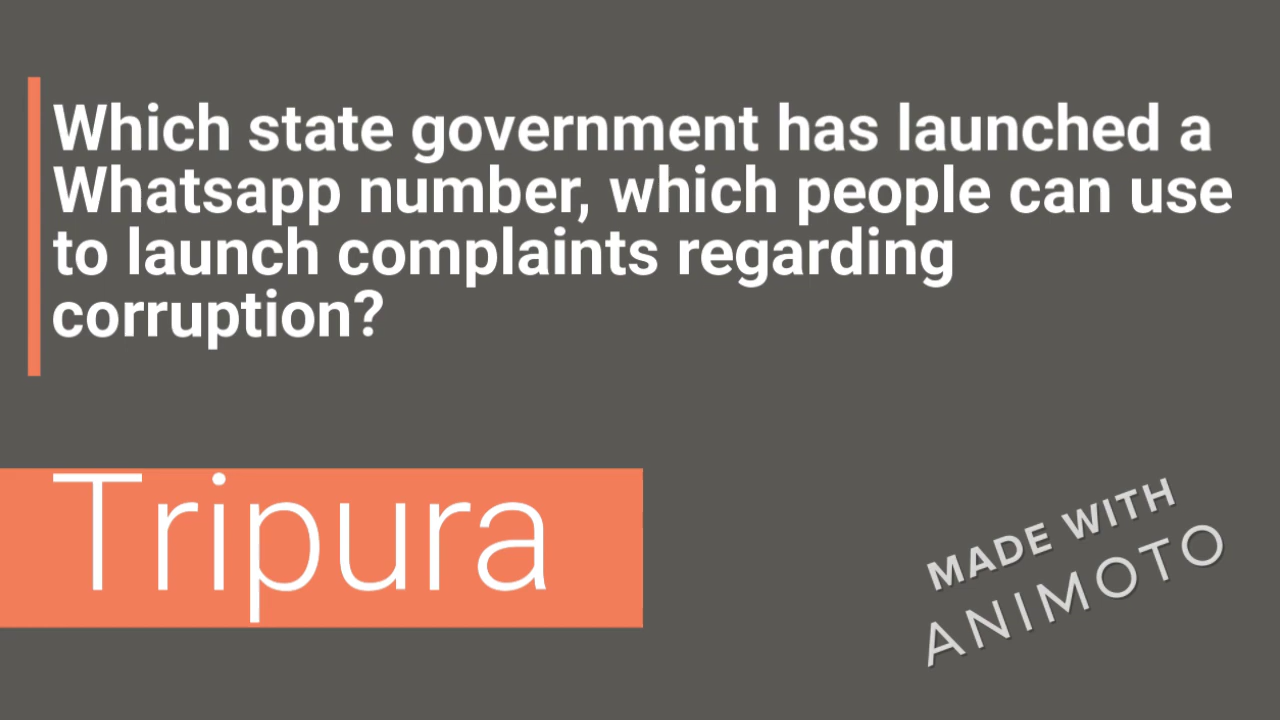 Which state government has launched a
Whatsapp number, which people can use
to launch complaints regarding
corruption?
Tripura
MADE WITH
ANIMOTO